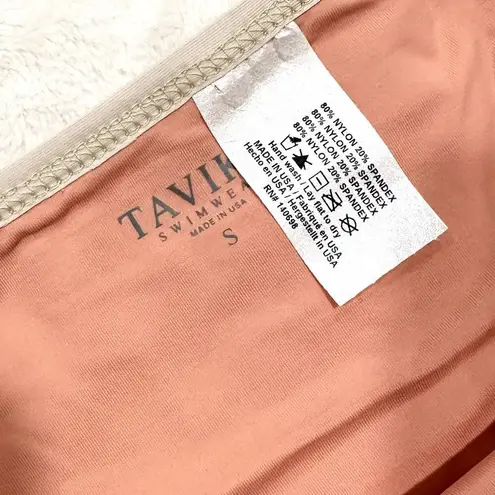 TAVIK
SWIMWEAR
MADE IN USA
S
80% NYLON 20% SPANDEX
80% NYLON 20% SPANDEX
80% NYLON 20% SPANDEX
80% NYLON 20% SPANDEX
Hand wash / Lay flat to dry
MADE IN USA / Fabriqué en USA
Hecho en USA / Hergestellt in USA
RN# 140698